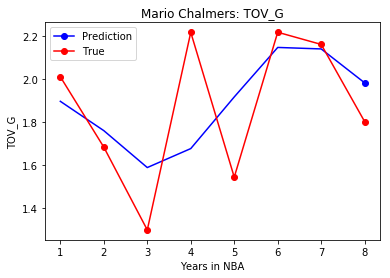 Mario Chalmers: TOV_G
Prediction
True
2.2
2.0
1.8
1.6
1.4
TOV_G
1 2 3 4 5 6 7 8
Years in NBA